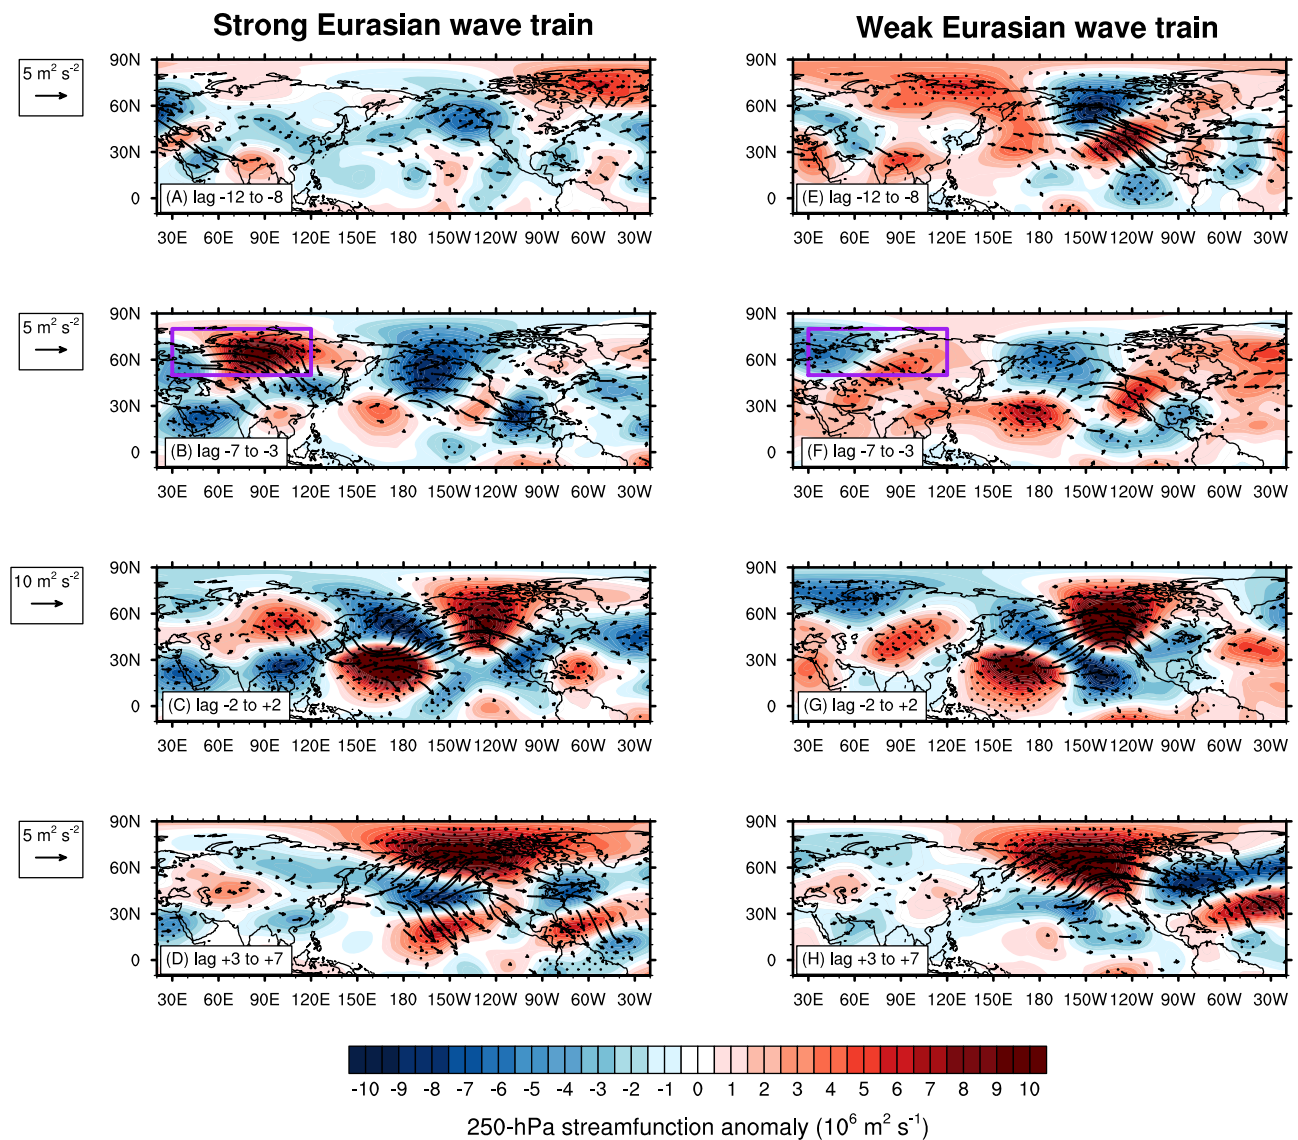 Strong Eurasian wave train
Weak Eurasian wave train
5 m² s⁻²
90N
60N
30N
0
(A) lag -12 to -8
30E 60E 90E 120E 150E 180 150W 120W 90W 60W 30W
90N
60N
30N
0
(E) lag -12 to -8
30E 60E 90E 120E 150E 180 150W 120W 90W 60W 30W
5 m² s⁻²
90N
60N
30N
0
(B) lag -7 to -3
30E 60E 90E 120E 150E 180 150W 120W 90W 60W 30W
90N
60N
30N
0
(F) lag -7 to -3
30E 60E 90E 120E 150E 180 150W 120W 90W 60W 30W
10 m² s⁻²
90N
60N
30N
0
(C) lag -2 to +2
30E 60E 90E 120E 150E 180 150W 120W 90W 60W 30W
90N
60N
30N
0
(G) lag -2 to +2
30E 60E 90E 120E 150E 180 150W 120W 90W 60W 30W
5 m² s⁻²
90N
60N
30N
0
(D) lag +3 to +7
30E 60E 90E 120E 150E 180 150W 120W 90W 60W 30W
90N
60N
30N
0
(H) lag +3 to +7
30E 60E 90E 120E 150E 180 150W 120W 90W 60W 30W
-10 -9 -8 -7 -6 -5 -4 -3 -2 -1 0 1 2 3 4 5 6 7 8 9 10
250-hPa streamfunction anomaly (10⁶ m² s⁻¹)